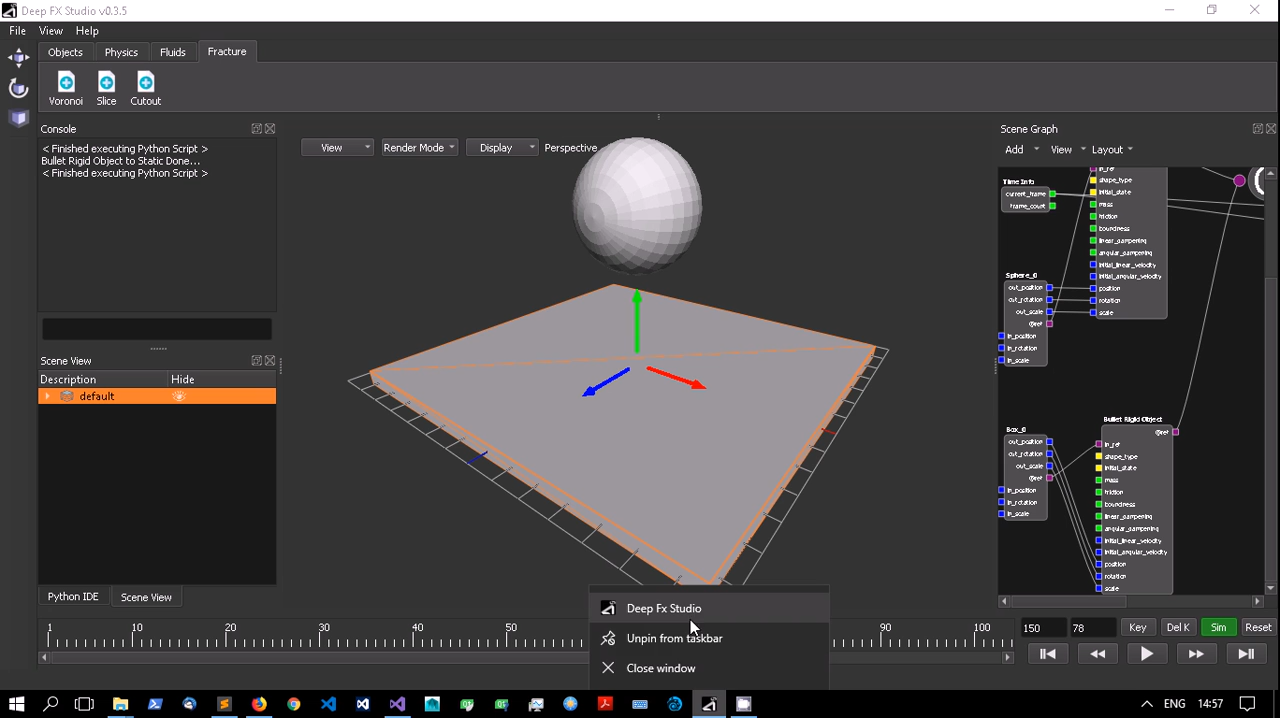 Deep FX Studio v0.3.5
File View Help
Objects Physics Fluids Fracture
Voronoi Slice Cutout
Console
< Finished executing Python Script >
Bullet Rigid Object to Static Done...
< Finished executing Python Script >
Scene View
Description Hide
default
Python IDE Scene View
View Render Mode Display Perspective
Scene Graph
Add View Layout
Time Info
current_frame
frame_count
in_ref
shape_type
initial_state
mass
friction
boundness
linear_dampening
angular_dampening
initial_linear_velocity
initial_angular_velocity
position
rotation
scale
Sphere_0
out_position
out_rotation
out_scale
@ref
in_position
in_rotation
in_scale
Box_0
out_position
out_rotation
out_scale
@ref
in_position
in_rotation
in_scale
Bullet Rigid Object
@ref
in_ref
shape_type
initial_state
mass
friction
boundness
linear_dampening
angular_dampening
initial_linear_velocity
initial_angular_velocity
position
rotation
scale
Deep Fx Studio
Unpin from taskbar
Close window
1 10 20 30 40 50 90 100
150 78 Key Del K Sim Reset
ENG 14:57